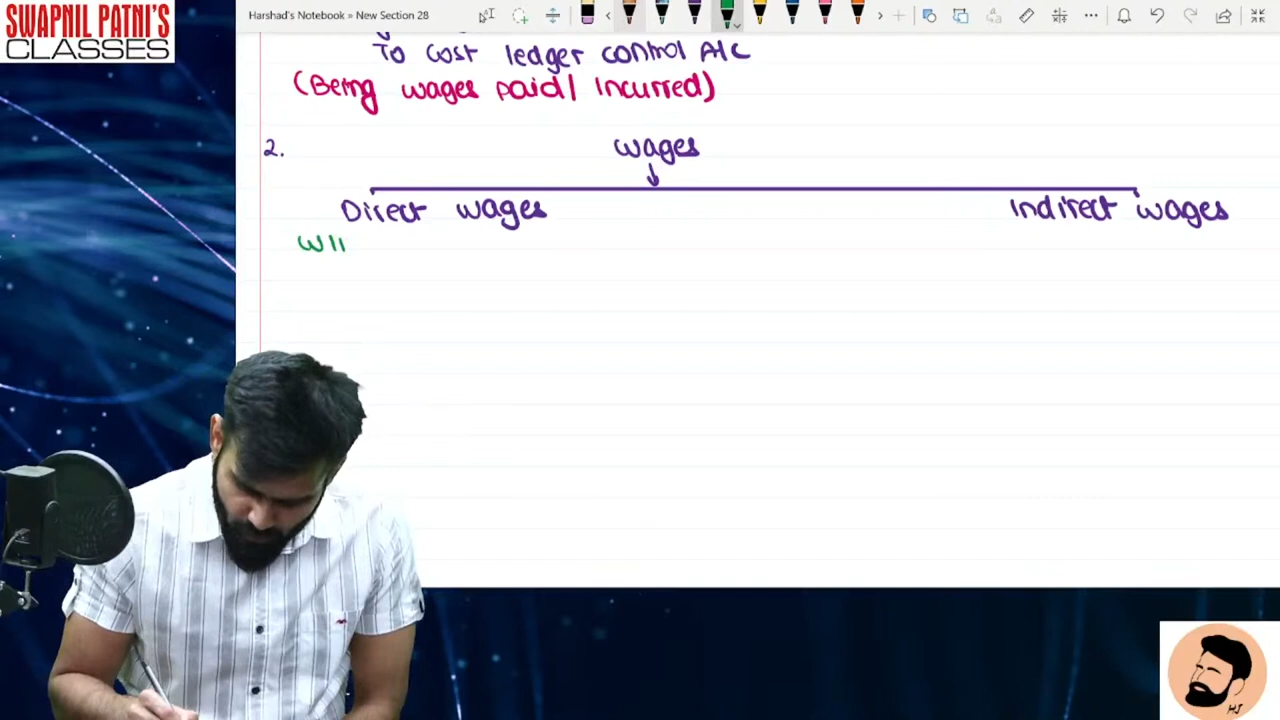 SWAPNIL PATNI'S
CLASSES
Harshad's Notebook » New Section 28
To Cost ledger control A/C
(Being wages paid/ Incurred)
2. wages
Direct wages Indirect wages
HS